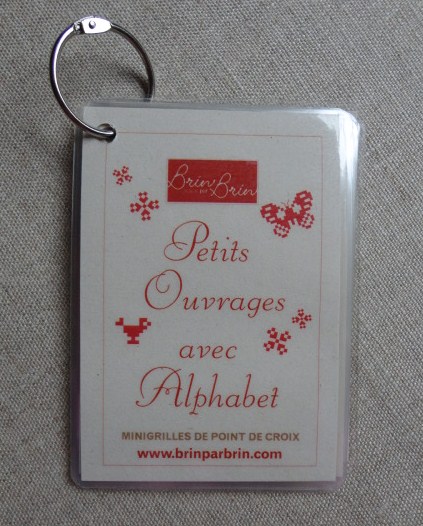 Brin
par
Brin
Petits
Ouvrages
avec
Alphabet
MINIGRILLES DE POINT DE CROIX
www.brinparbrin.com